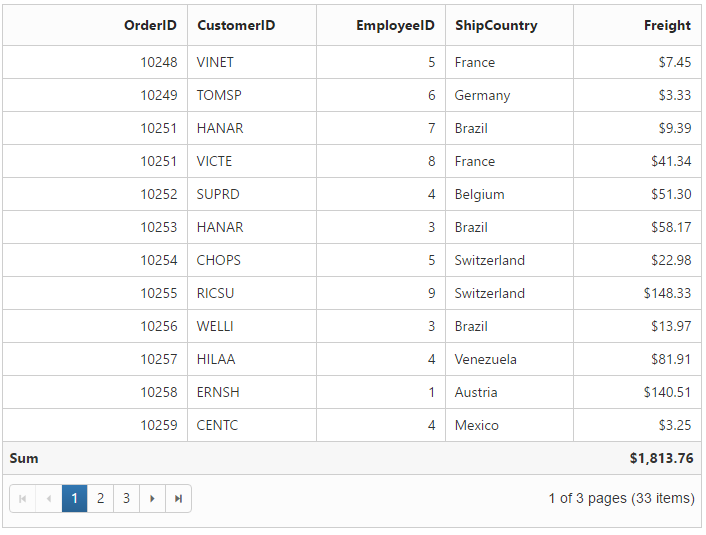 OrderID CustomerID EmployeeID ShipCountry Freight
10248 VINET 5 France $7.45
10249 TOMSP 6 Germany $3.33
10251 HANAR 7 Brazil $9.39
10251 VICTE 8 France $41.34
10252 SUPRD 4 Belgium $51.30
10253 HANAR 3 Brazil $58.17
10254 CHOPS 5 Switzerland $22.98
10255 RICSU 9 Switzerland $148.33
10256 WELLI 3 Brazil $13.97
10257 HILAA 4 Venezuela $81.91
10258 ERNSH 1 Austria $140.51
10259 CENTC 4 Mexico $3.25
Sum $1,813.76
1 2 3 1 of 3 pages (33 items)